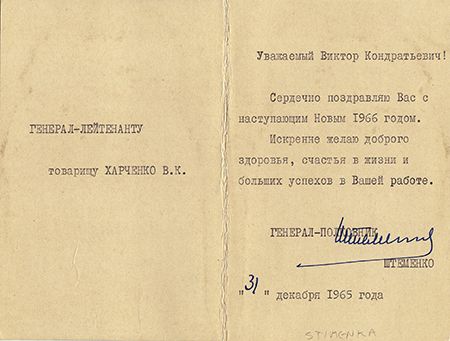 ГЕНЕРАЛ-ЛЕЙТЕНАНТУ
товарищу ХАРЧЕНКО В.К.
Уважаемый Виктор Кондратьевич!
Сердечно поздравляю Вас с
наступающим Новым 1966 годом.
Искренне желаю доброго
здоровья, счастья в жизни и
больших успехов в Вашей работе.
ГЕНЕРАЛ-ПОЛКОВНИК
ШТЕМЕНКО
"31" декабря 1965 года
STIMENKA